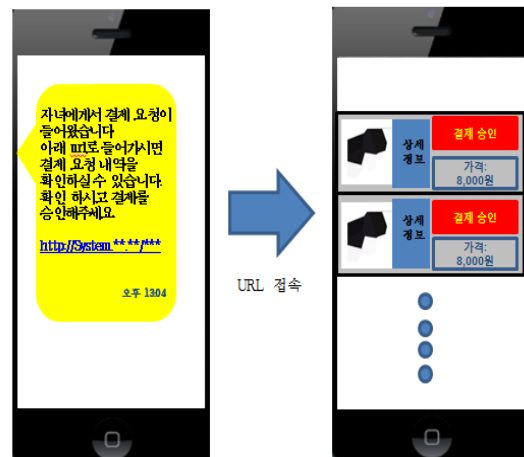 자녀에게서 결제 요청이
들어왔습니다
아래 url로 들어가시면
결제 요청 내역을
확인하실 수 있습니다.
확인 하시고 결제를
승인해주세요.
http://System.**.**/***
오후 13:04
URL 접속
상세
정보
결제 승인
가격:
8,000원
상세
정보
결제 승인
가격:
8,000원